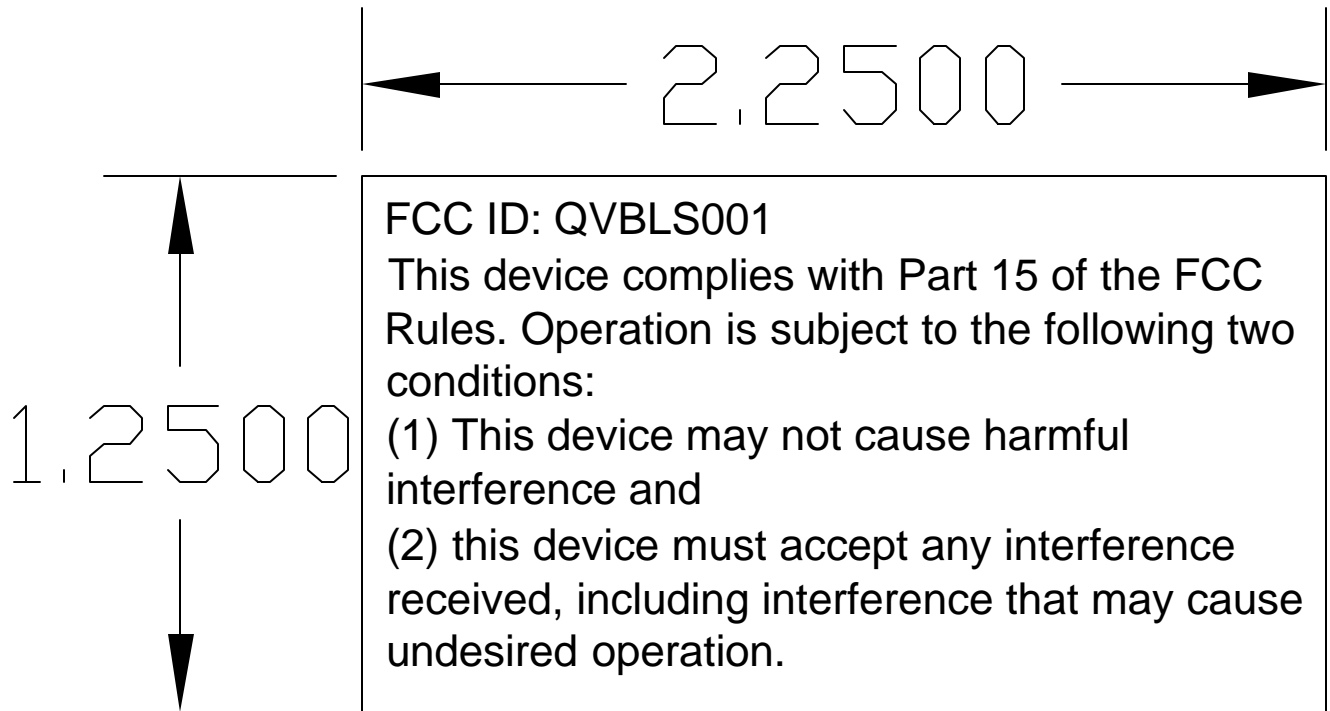 2.2500
FCC ID: QVBLS001
This device complies with Part 15 of the FCC
Rules. Operation is subject to the following two
conditions:
1.2500
(1) This device may not cause harmful
interference and
(2) this device must accept any interference
received, including interference that may cause
undesired operation.